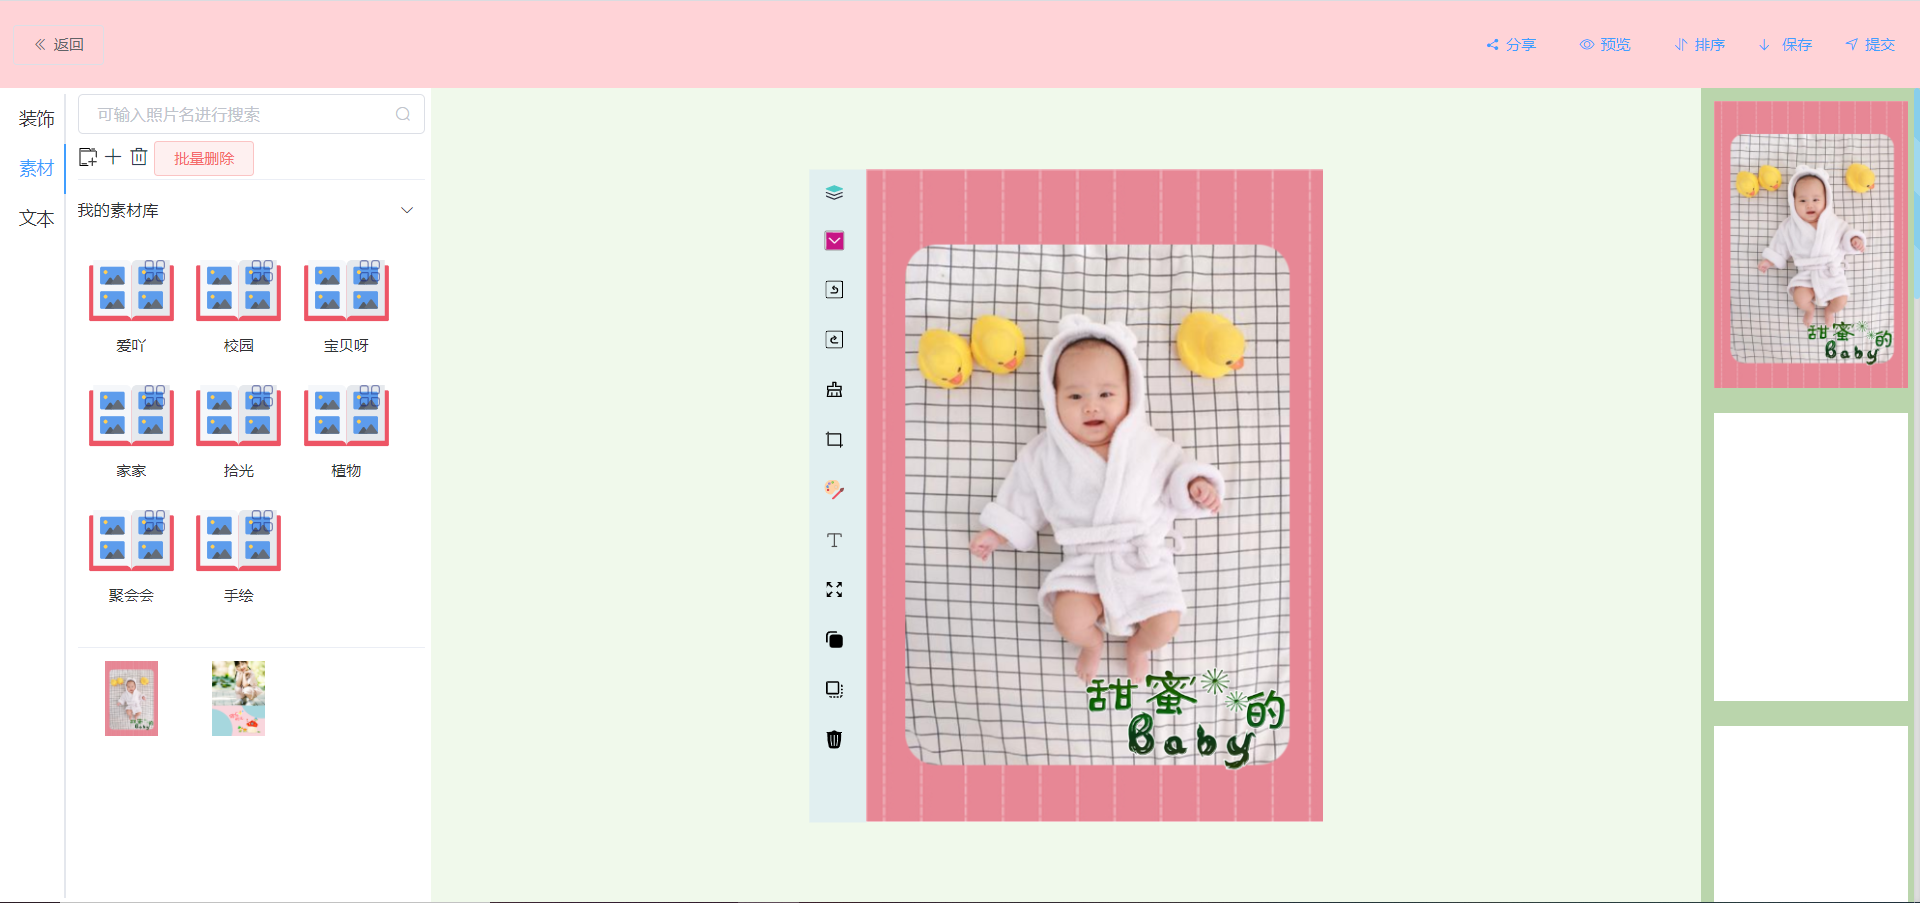 返回
分享
预览
排序
保存
提交
装饰
素材
文本
可输入照片名进行搜索
批量删除
我的素材库
爱吖
校园
宝贝呀
家家
拾光
植物
聚会会
手绘
甜蜜的
Baby
甜蜜的
Baby